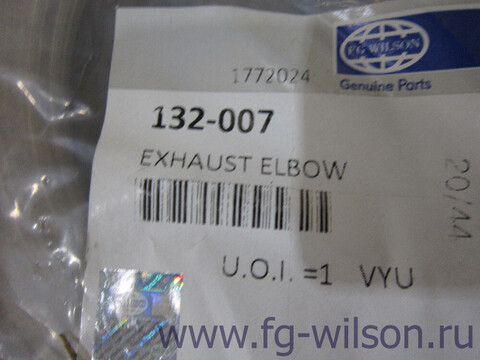 FG WILSON
Genuine Parts
1772024
132-007
EXHAUST ELBOW
20/44
U.O.I. =1 VYU
www.fg-wilson.ru